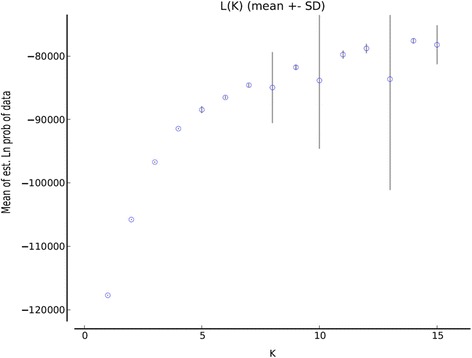 L(K) (mean +- SD)
Mean of est. Ln prob of data
−80000
−90000
−100000
−110000
−120000
0 5 10 15
K